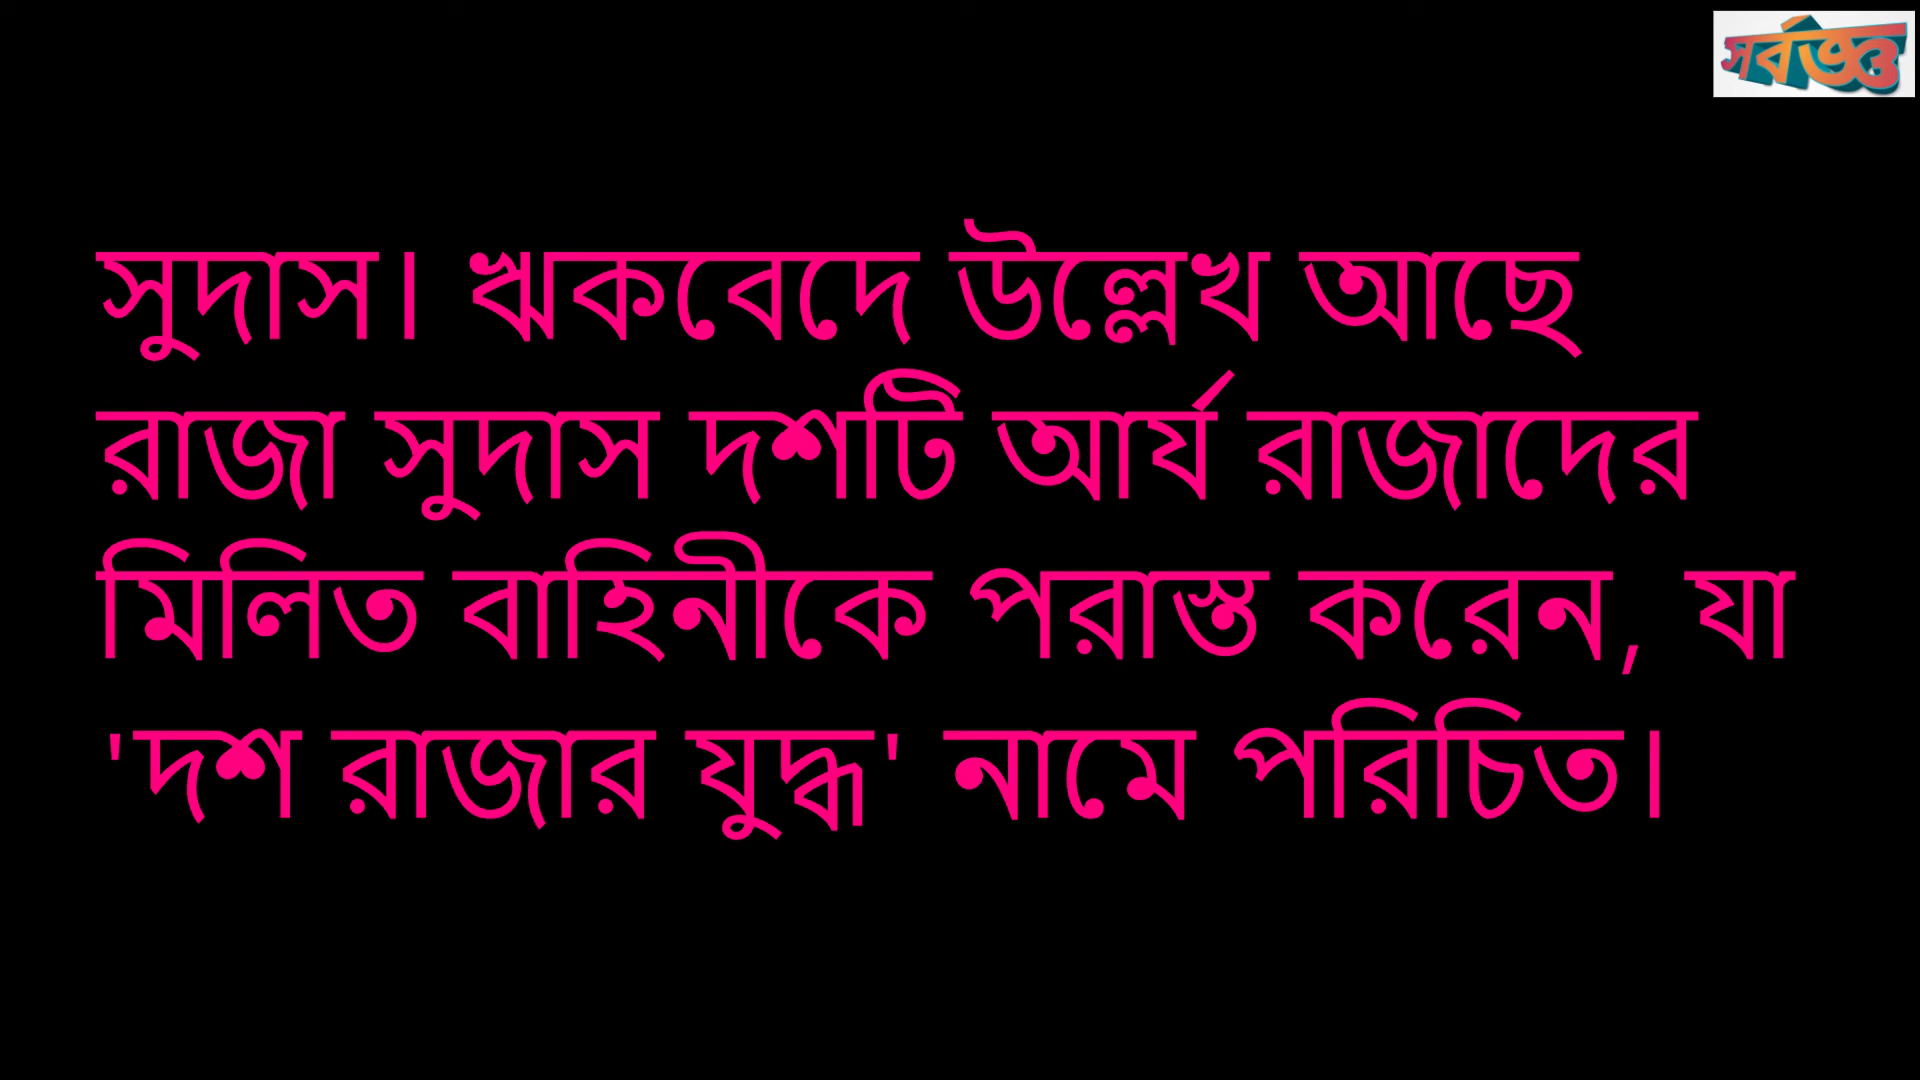 সর্বজ্ঞ
সুদাস। ঋকবেদে উল্লেখ আছে
রাজা সুদাস দশটি আর্য রাজাদের
মিলিত বাহিনীকে পরাস্ত করেন, যা
'দশ রাজার যুদ্ধ' নামে পরিচিত।